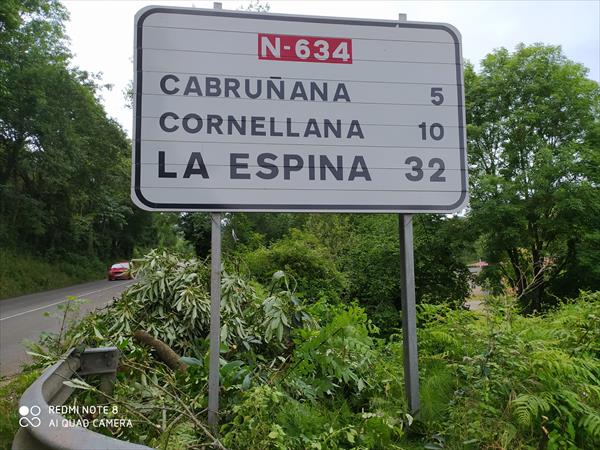 N-634
CABRUÑANA 5
CORNELLANA 10
LA ESPINA 32
REDMI NOTE 8
AI QUAD CAMERA